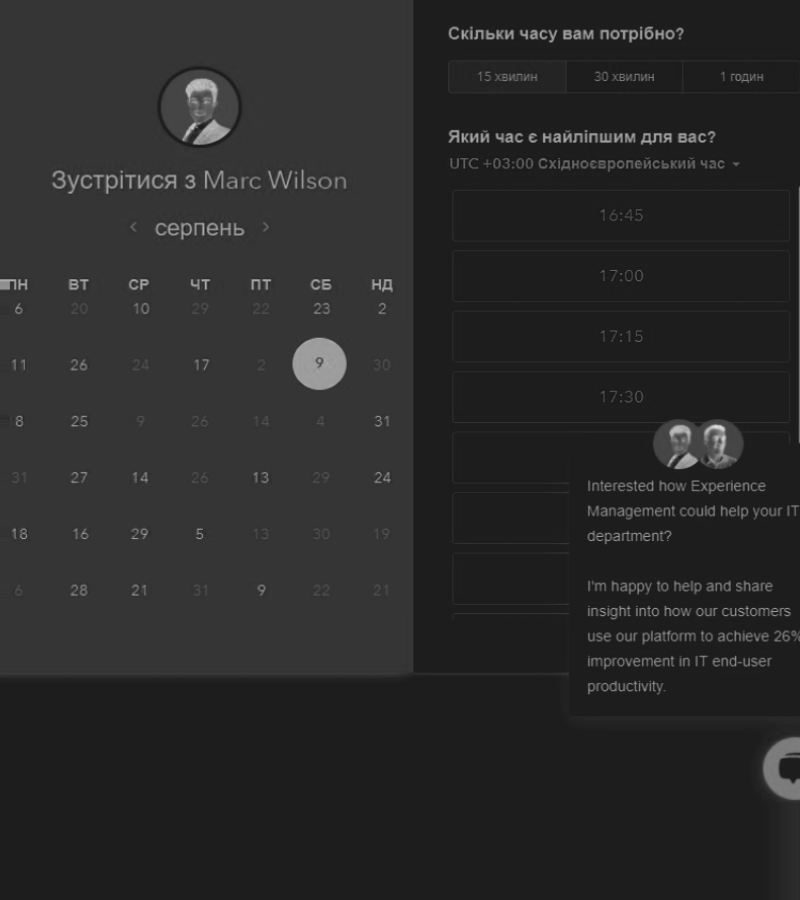 Зустрітися з Marc Wilson
серпень
ПН ВТ СР ЧТ ПТ СБ НД
6 20 10 29 22 23 2
11 26 24 17 2 9 30
8 25 9 26 14 4 31
31 27 14 26 13 29 24
18 16 29 5 13 30 19
6 28 21 31 9 22 21
Скільки часу вам потрібно?
15 хвилин 30 хвилин 1 годин
Який час є найліпшим для вас?
UTC +03:00 Східноєвропейський час
16:45
17:00
17:15
17:30
Interested how Experience
Management could help your IT
department?
I'm happy to help and share
insight into how our customers
use our platform to achieve 26%
improvement in IT end-user
productivity.